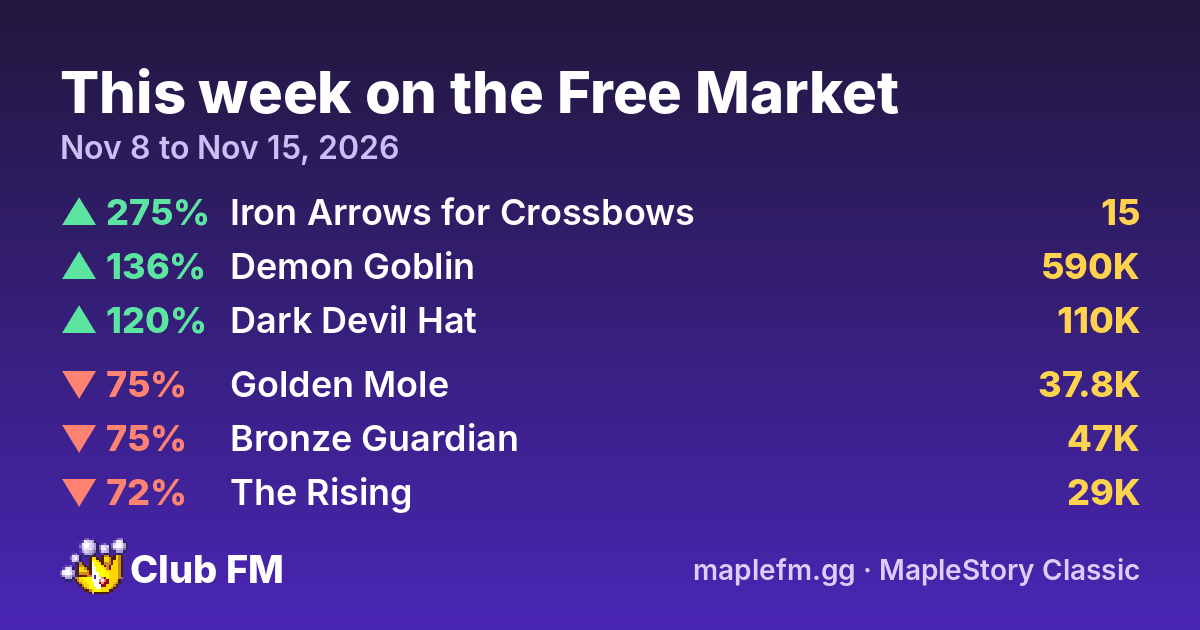 This week on the Free Market
Nov 8 to Nov 15, 2026
▲ 275% Iron Arrows for Crossbows 15
▲ 136% Demon Goblin 590K
▲ 120% Dark Devil Hat 110K
▼ 75% Golden Mole 37.8K
▼ 75% Bronze Guardian 47K
▼ 72% The Rising 29K
Club FM maplefm.gg · MapleStory Classic